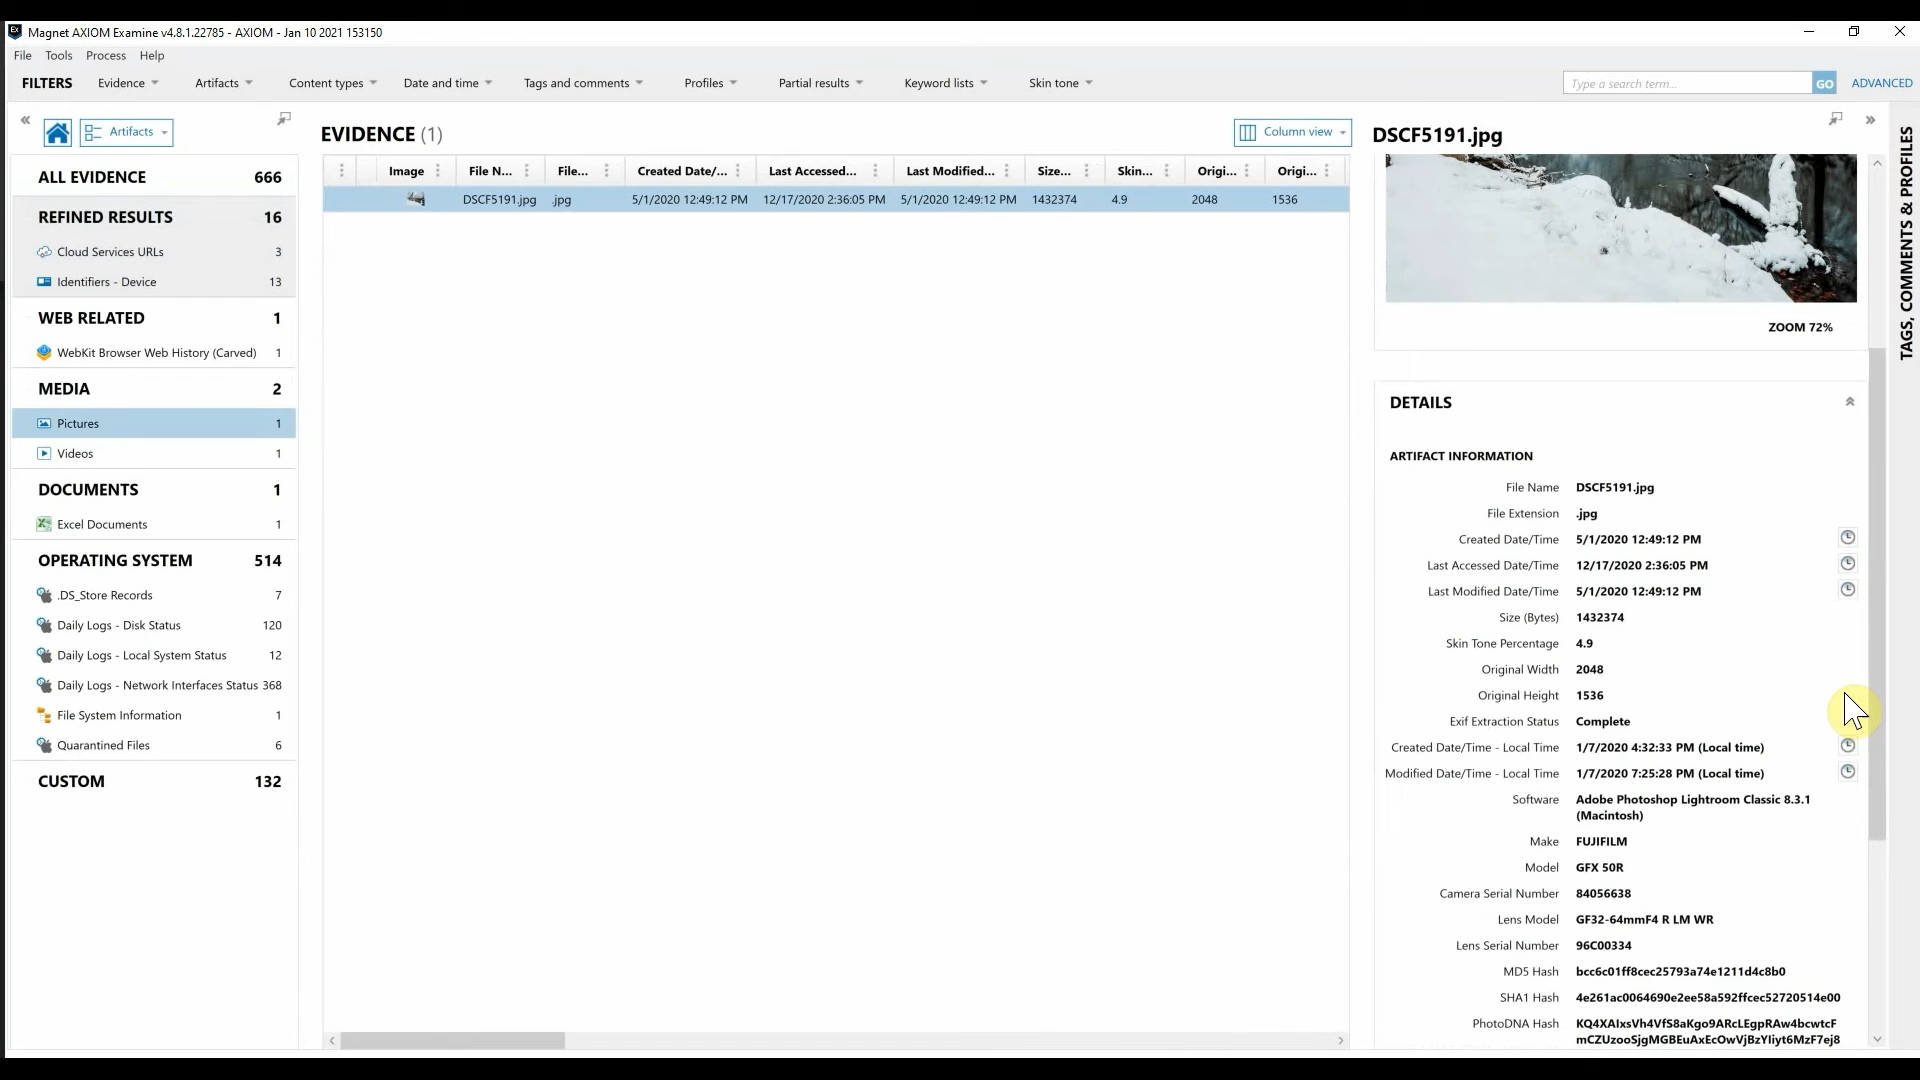 Magnet AXIOM Examine v4.8.1.22785 - AXIOM - Jan 10 2021 153150
File Tools Process Help
FILTERS Evidence Artifacts Content types Date and time Tags and comments Profiles Partial results Keyword lists Skin tone Type a search term... GO ADVANCED
Artifacts
ALL EVIDENCE 666
REFINED RESULTS 16
Cloud Services URLs 3
Identifiers - Device 13
WEB RELATED 1
WebKit Browser Web History (Carved) 1
MEDIA 2
Pictures 1
Videos 1
DOCUMENTS 1
Excel Documents 1
OPERATING SYSTEM 514
.DS_Store Records 7
Daily Logs - Disk Status 120
Daily Logs - Local System Status 12
Daily Logs - Network Interfaces Status 368
File System Information 1
Quarantined Files 6
CUSTOM 132
EVIDENCE (1) Column view
Image File N... File... Created Date/... Last Accessed... Last Modified... Size... Skin... Origi... Origi...
DSCF5191.jpg .jpg 5/1/2020 12:49:12 PM 12/17/2020 2:36:05 PM 5/1/2020 12:49:12 PM 1432374 4.9 2048 1536
DSCF5191.jpg
ZOOM 72%
DETAILS
ARTIFACT INFORMATION
File Name DSCF5191.jpg
File Extension .jpg
Created Date/Time 5/1/2020 12:49:12 PM
Last Accessed Date/Time 12/17/2020 2:36:05 PM
Last Modified Date/Time 5/1/2020 12:49:12 PM
Size (Bytes) 1432374
Skin Tone Percentage 4.9
Original Width 2048
Original Height 1536
Exif Extraction Status Complete
Created Date/Time - Local Time 1/7/2020 4:32:33 PM (Local time)
Modified Date/Time - Local Time 1/7/2020 7:25:28 PM (Local time)
Software Adobe Photoshop Lightroom Classic 8.3.1
(Macintosh)
Make FUJIFILM
Model GFX 50R
Camera Serial Number 84056638
Lens Model GF32-64mmF4 R LM WR
Lens Serial Number 96C00334
MD5 Hash bcc6c01ff8cec25793a74e1211d4c8b0
SHA1 Hash 4e261ac0064690e2ee58a592ffcec52720514e00
PhotoDNA Hash KQ4XAIxsVh4VfS8aKgo9ARcLEgpRAw4bcwtcF
mCZUzooSjgMGBEuAxEcOwVjBzYIiyt6MzF7ej8
TAGS, COMMENTS & PROFILES